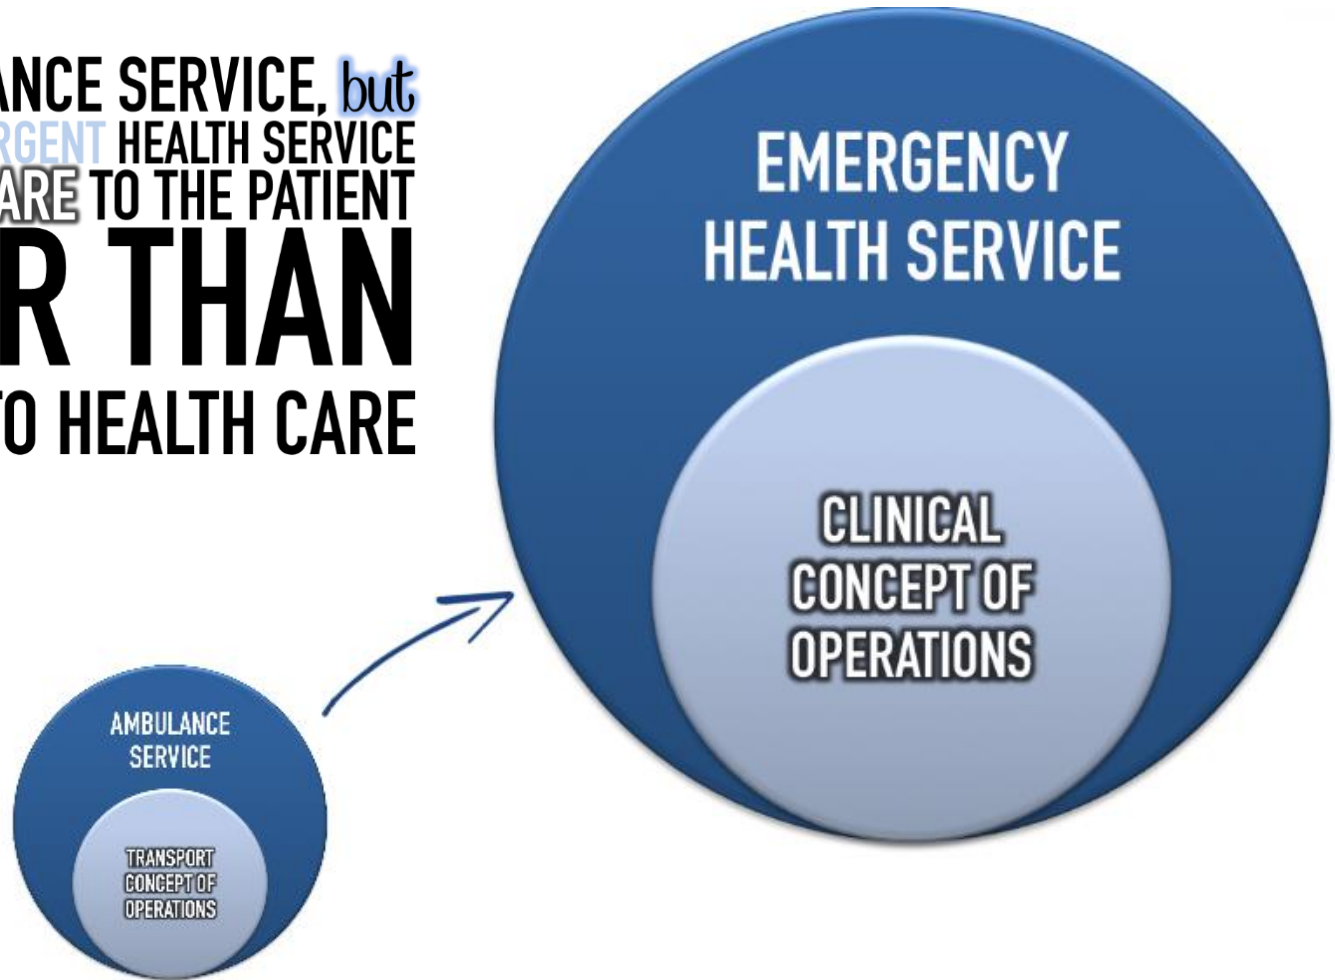 ANCE SERVICE, but
RGENT HEALTH SERVICE
ARE TO THE PATIENT
R THAN
TO HEALTH CARE
EMERGENCY
HEALTH SERVICE
CLINICAL
CONCEPT OF
OPERATIONS
AMBULANCE
SERVICE
TRANSPORT
CONCEPT OF
OPERATIONS